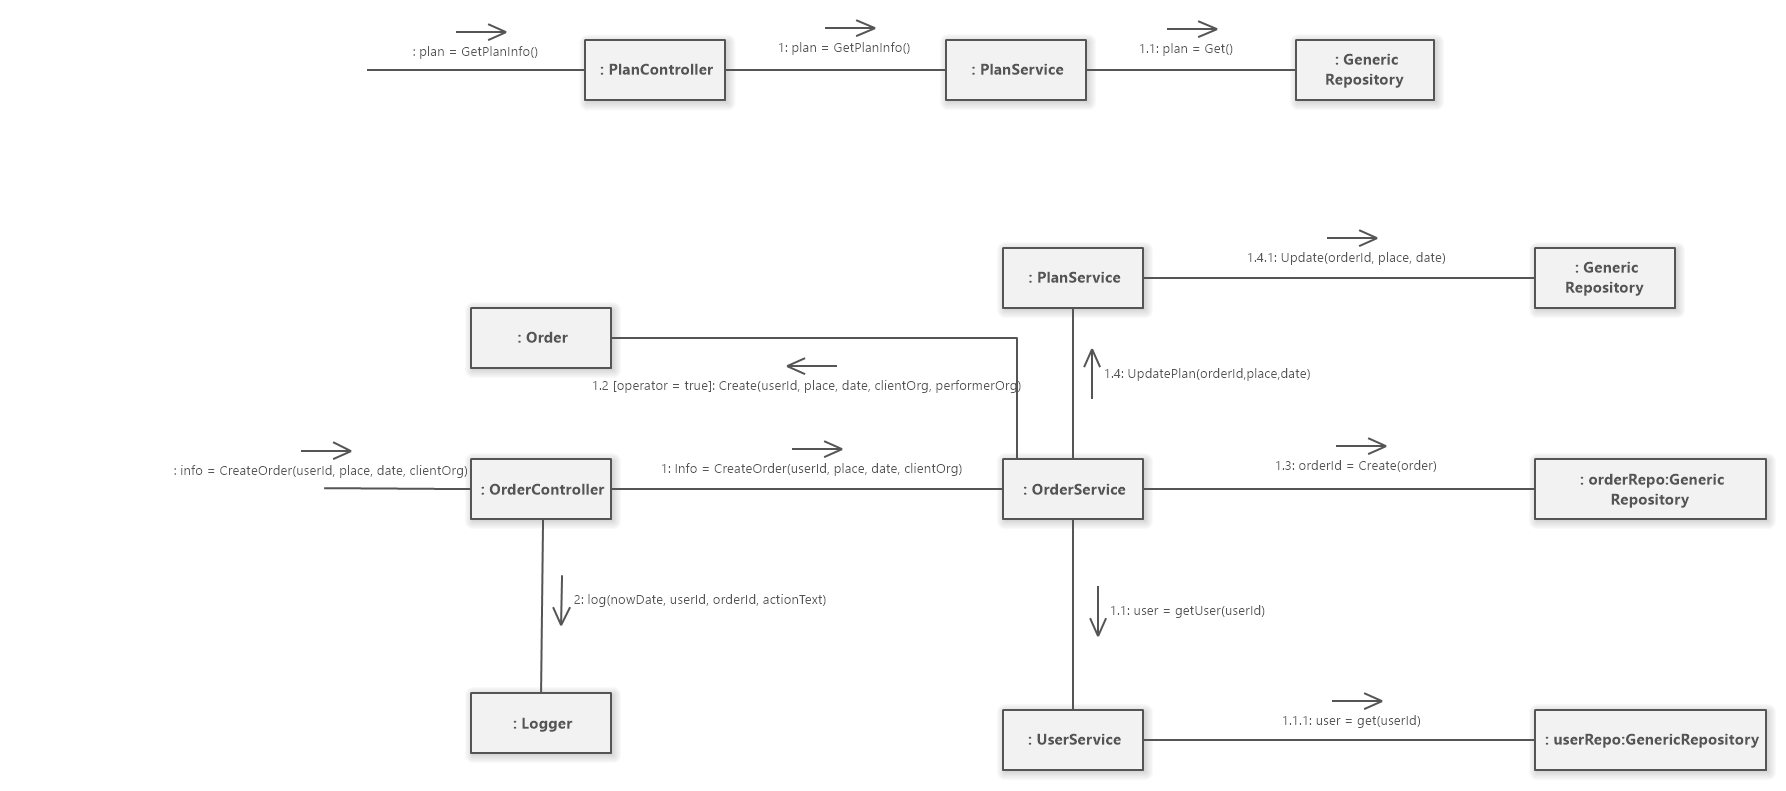 : plan = GetPlanInfo()
1: plan = GetPlanInfo()
1.1: plan = Get()
: PlanController
: PlanService
: Generic
Repository
1.4.1: Update(orderId, place, date)
: PlanService
: Generic
Repository
: Order
1.2 [operator = true]: Create(userId, place, date, clientOrg, performerOrg)
1.4: UpdatePlan(orderId,place,date)
: info = CreateOrder(userId, place, date, clientOrg)
1: Info = CreateOrder(userId, place, date, clientOrg)
1.3: orderId = Create(order)
: OrderController
: OrderService
: orderRepo:Generic
Repository
2: log(nowDate, userId, orderId, actionText)
1.1: user = getUser(userId)
: Logger
1.1.1: user = get(userId)
: UserService
: userRepo:GenericRepository